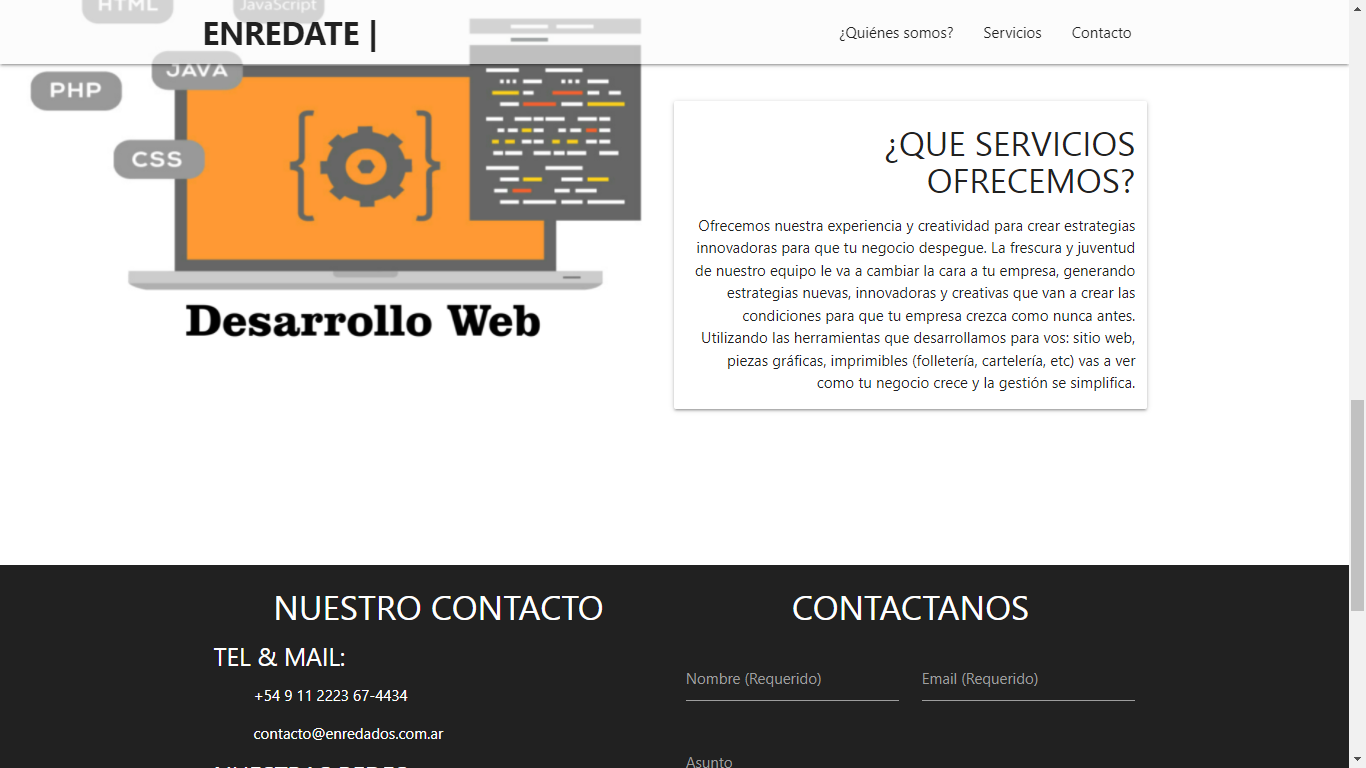 HTML
JavaScript
ENREDATE |
¿Quiénes somos?
Servicios
Contacto
JAVA
PHP
CSS
Desarrollo Web
¿QUE SERVICIOS
OFRECEMOS?
Ofrecemos nuestra experiencia y creatividad para crear estrategias
innovadoras para que tu negocio despegue. La frescura y juventud
de nuestro equipo le va a cambiar la cara a tu empresa, generando
estrategias nuevas, innovadoras y creativas que van a crear las
condiciones para que tu empresa crezca como nunca antes.
Utilizando las herramientas que desarrollamos para vos: sitio web,
piezas gráficas, imprimibles (folletería, cartelería, etc) vas a ver
como tu negocio crece y la gestión se simplifica.
NUESTRO CONTACTO
TEL & MAIL:
+54 9 11 2223 67-4434
contacto@enredados.com.ar
NUESTRAS REDES
CONTACTANOS
Nombre (Requerido)
Email (Requerido)
Asunto